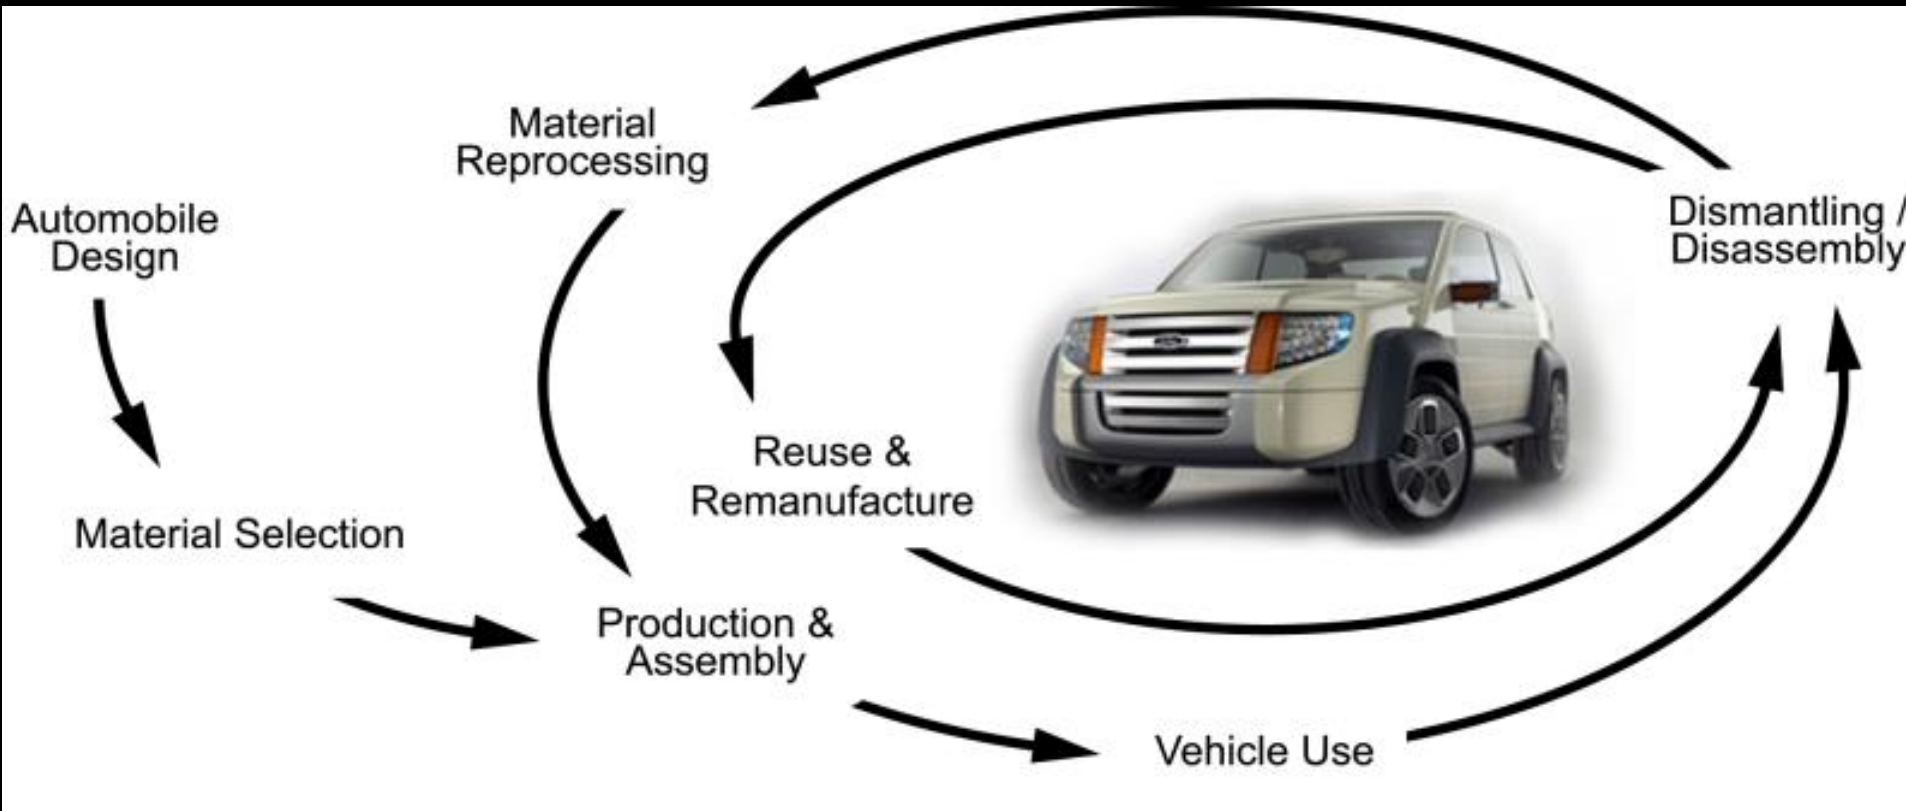 Material
Reprocessing
Automobile
Design
Dismantling /
Disassembly
Reuse &
Remanufacture
Material Selection
Production &
Assembly
Vehicle Use